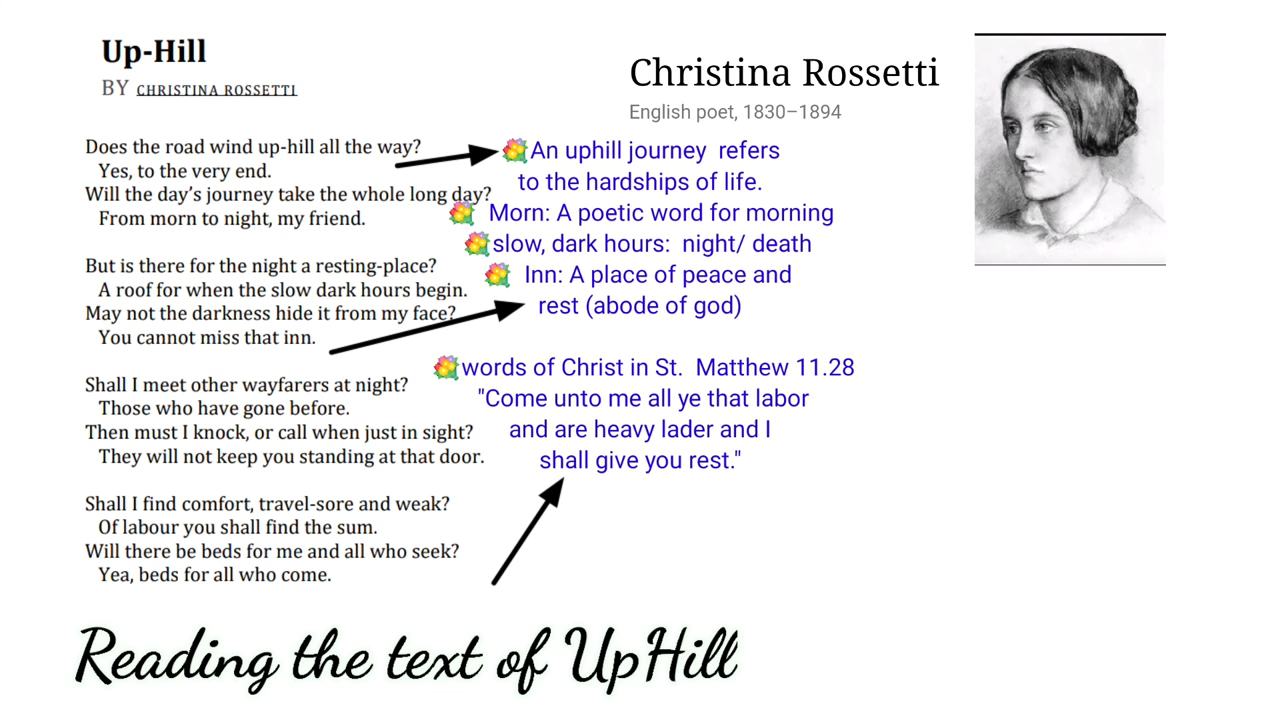 Up-Hill
BY CHRISTINA ROSSETTI
Does the road wind up-hill all the way?
Yes, to the very end.
Will the day's journey take the whole long day?
From morn to night, my friend.
But is there for the night a resting-place?
A roof for when the slow dark hours begin.
May not the darkness hide it from my face?
You cannot miss that inn.
Shall I meet other wayfarers at night?
Those who have gone before.
Then must I knock, or call when just in sight?
They will not keep you standing at that door.
Shall I find comfort, travel-sore and weak?
Of labour you shall find the sum.
Will there be beds for me and all who seek?
Yea, beds for all who come.
Christina Rossetti
English poet, 1830–1894
An uphill journey refers
to the hardships of life.
Morn: A poetic word for morning
slow, dark hours: night/ death
Inn: A place of peace and
rest (abode of god)
words of Christ in St. Matthew 11.28
"Come unto me all ye that labor
and are heavy lader and I
shall give you rest."
Reading the text of UpHill